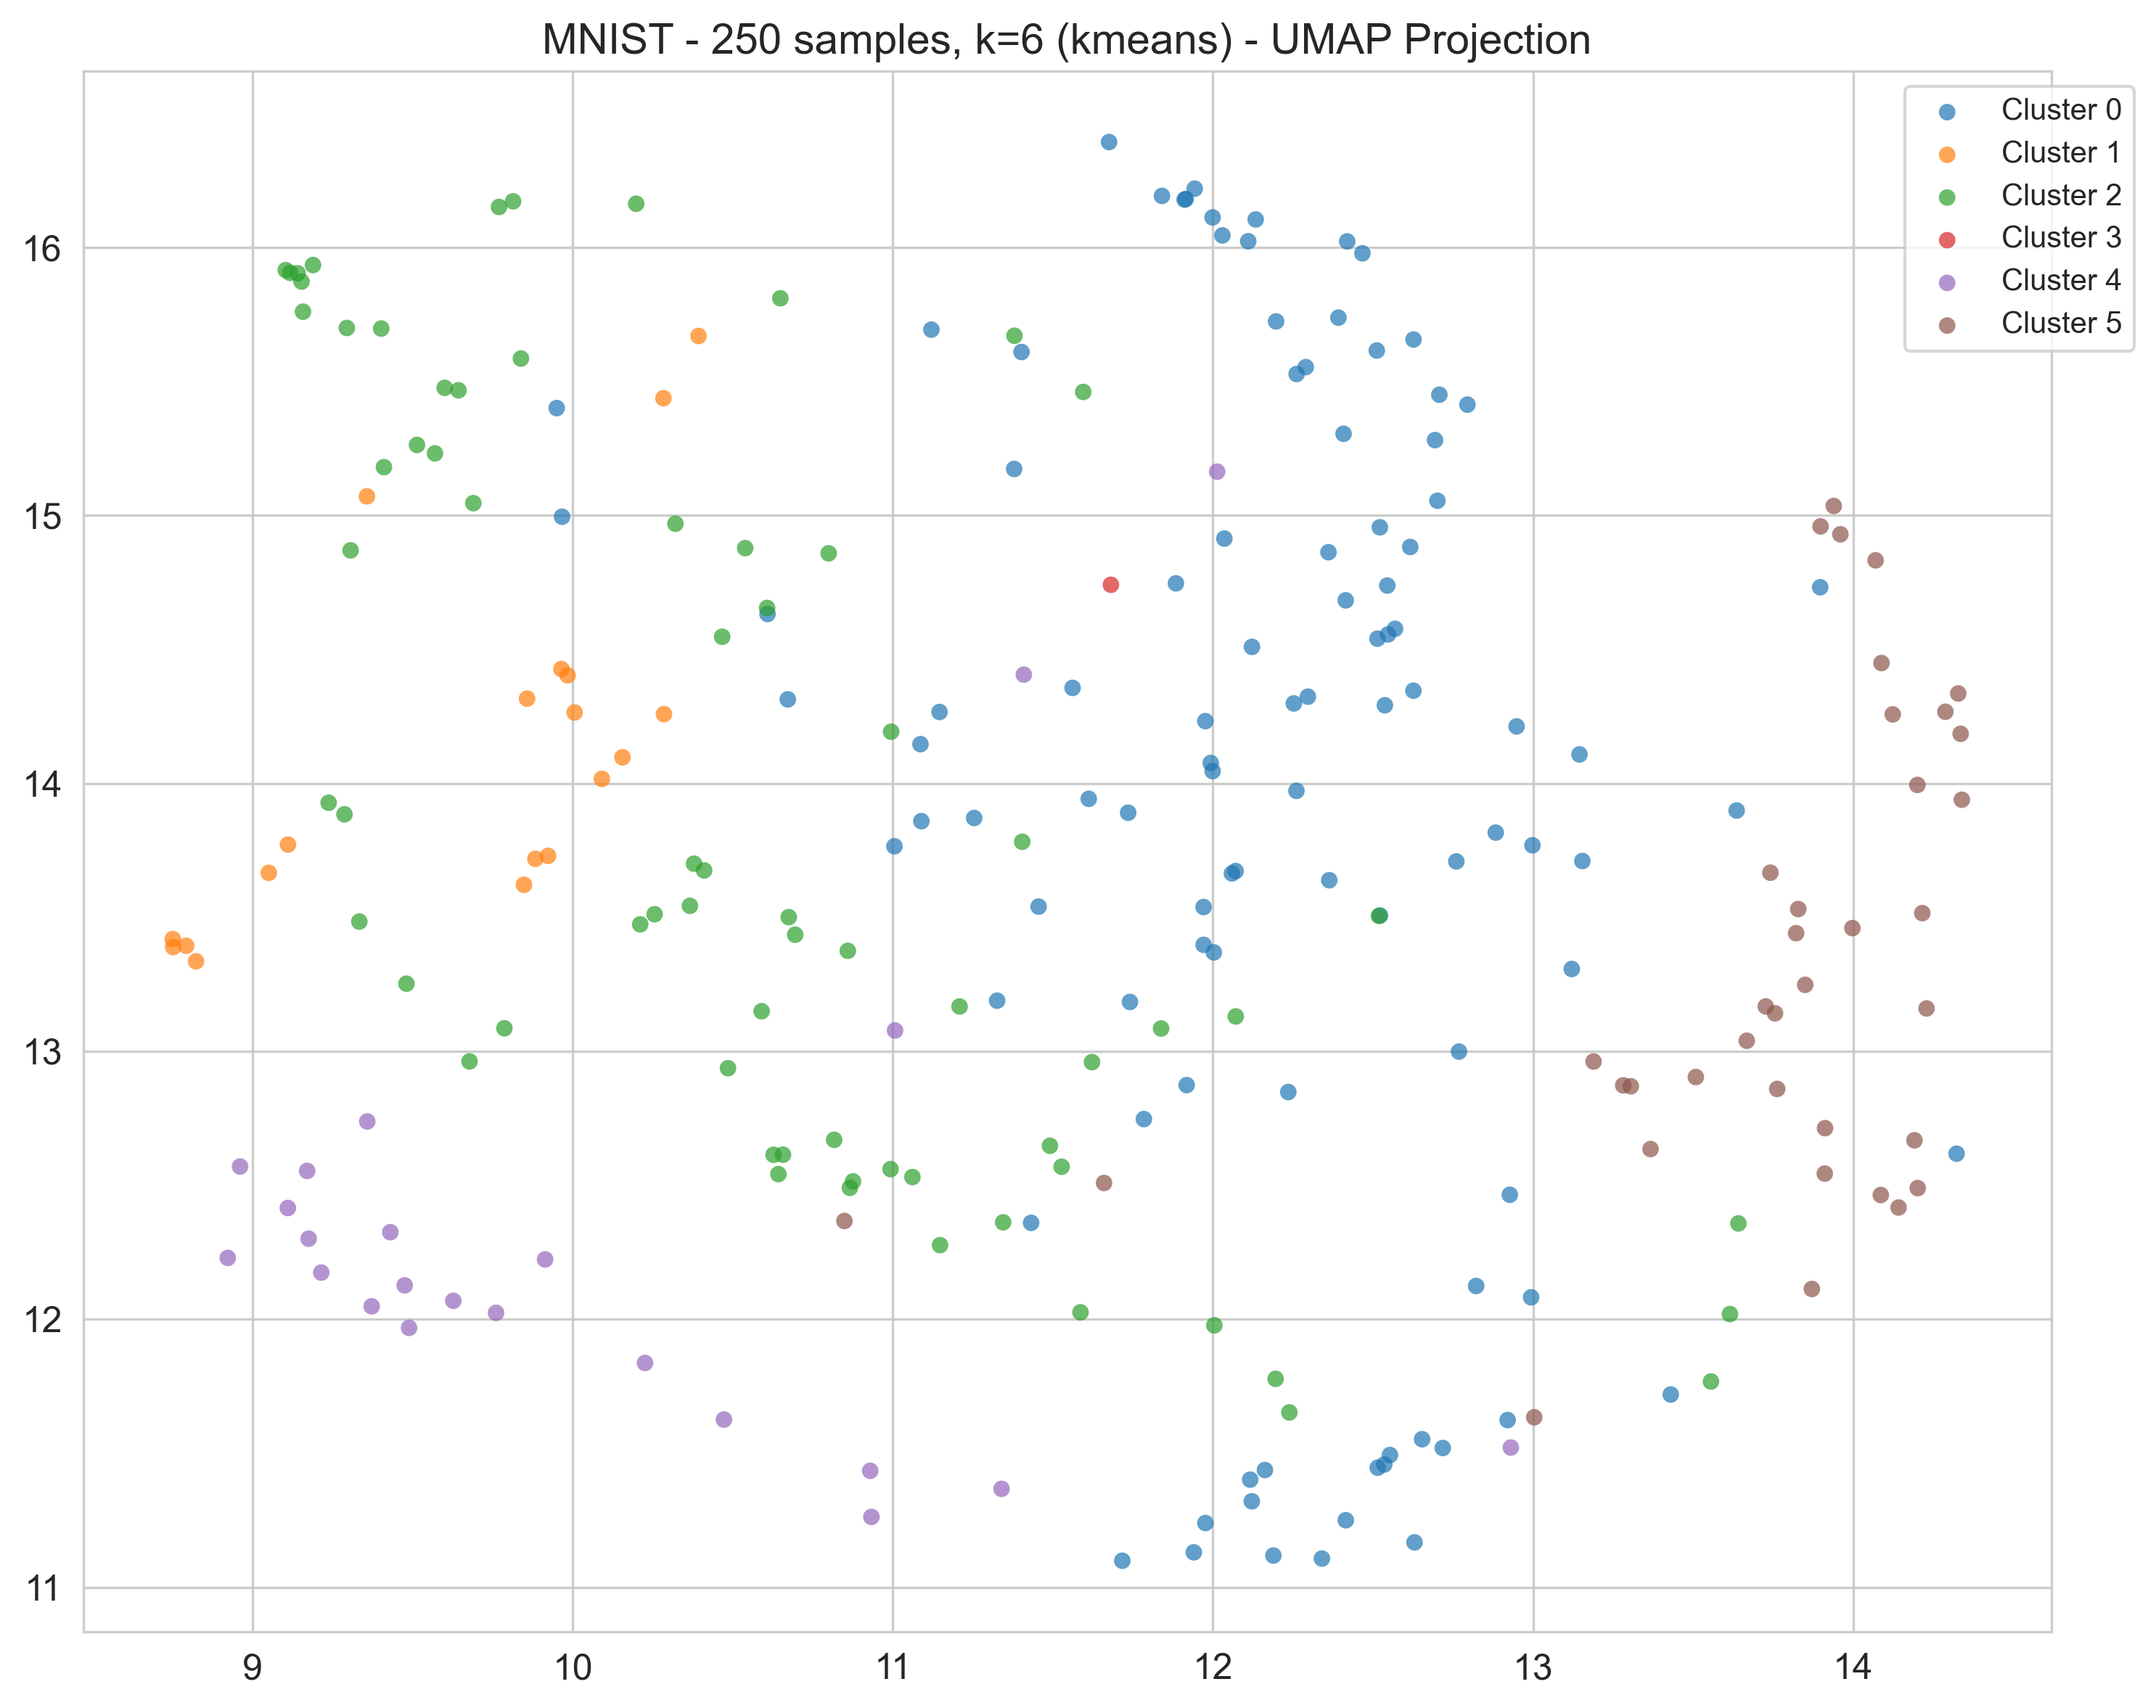 MNIST - 250 samples, k=6 (kmeans) - UMAP Projection
Cluster 0
Cluster 1
Cluster 2
Cluster 3
Cluster 4
Cluster 5
16
15
14
13
12
11
9 10 11 12 13 14